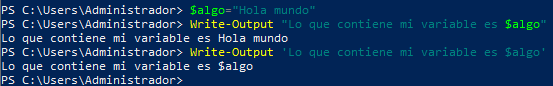 PS C:\Users\Administrador> $algo="Hola mundo"
PS C:\Users\Administrador> Write-Output "Lo que contiene mi variable es $algo"
Lo que contiene mi variable es Hola mundo
PS C:\Users\Administrador> Write-Output 'Lo que contiene mi variable es $algo'
Lo que contiene mi variable es $algo
PS C:\Users\Administrador>